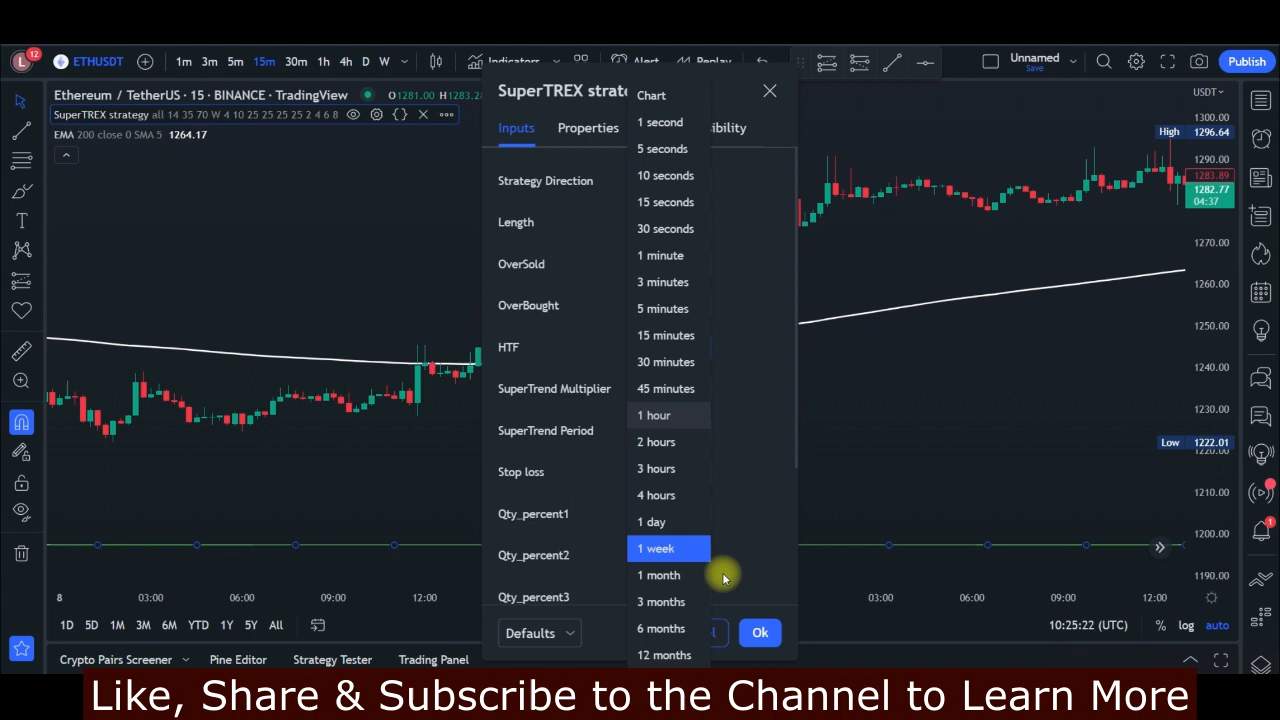 L 12 ETHUSDT 1m 3m 5m 15m 30m 1h 4h D W Indicators Alert Replay Unnamed Save Publish
Ethereum / TetherUS · 15 · BINANCE · TradingView O1281.00 H1283.28
SuperTREX strategy all 14 35 70 W 4 10 25 25 25 25 2 4 6 8
EMA 200 close 0 SMA 5 1264.17
SuperTREX strate
Inputs Properties ibility
Strategy Direction
Length
OverSold
OverBought
HTF
SuperTrend Multiplier
SuperTrend Period
Stop loss
Qty_percent1
Qty_percent2
Qty_percent3
Defaults Ok
Chart
1 second
5 seconds
10 seconds
15 seconds
30 seconds
1 minute
3 minutes
5 minutes
15 minutes
30 minutes
45 minutes
1 hour
2 hours
3 hours
4 hours
1 day
1 week
1 month
3 months
6 months
12 months
USDT
1300.00
High 1296.64
1290.00
1283.89
1282.77
04:37
1270.00
1260.00
1250.00
1240.00
1230.00
Low 1222.01
1220.00
1210.00
1200.00
1190.00
8 03:00 06:00 09:00 12:00 03:00 06:00 09:00 12:00
1D 5D 1M 3M 6M YTD 1Y 5Y All 10:25:22 (UTC) % log auto
Crypto Pairs Screener Pine Editor Strategy Tester Trading Panel
1
Like, Share & Subscribe to the Channel to Learn More